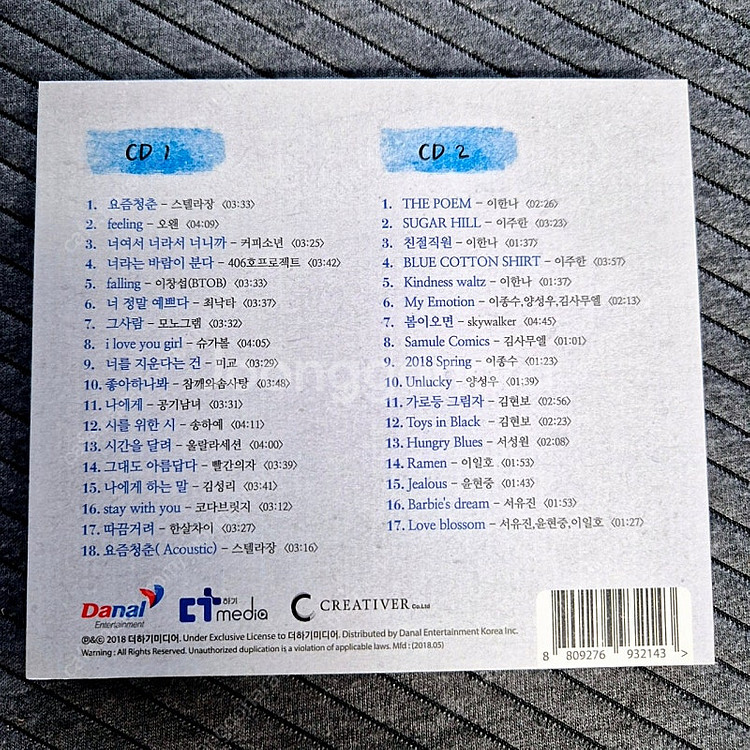 CD 1
1. 요즘청춘 - 스텔라장 <03:33>
2. feeling - 오왠 <04:09>
3. 너여서 너라서 너니까 - 커피소년 <03:25>
4. 너라는 바람이 분다 - 406호프로젝트 <03:42>
5. falling - 이창섭(BTOB) <03:33>
6. 너 정말 예쁘다 - 최낙타 <03:37>
7. 그사람 - 모노그램 <03:32>
8. i love you girl - 슈가볼 <04:05>
9. 너를 지운다는 건 - 미교 <03:29>
10. 좋아하나봐 - 참깨와솜사탕 <03:48>
11. 나에게 - 공기남녀 <03:31>
12. 시를 위한 시 - 송하예 <04:11>
13. 시간을 달려 - 울랄라세션 <04:00>
14. 그대도 아름답다 - 빨간의자 <03:39>
15. 나에게 하는 말 - 김성리 <03:41>
16. stay with you - 코다브릿지 <03:12>
17. 따끔거려 - 한살차이 <03:27>
18. 요즘청춘( Acoustic) - 스텔라장 <03:16>
CD 2
1. THE POEM - 이한나 <02:26>
2. SUGAR HILL - 이주한 <03:23>
3. 친절직원 - 이한나 <01:37>
4. BLUE COTTON SHIRT - 이주한 <03:57>
5. Kindness waltz - 이한나 <01:37>
6. My Emotion - 이종수,양성우,김사무엘 <02:13>
7. 봄이오면 - skywalker <04:45>
8. Samule Comics - 김사무엘 <01:01>
9. 2018 Spring - 이종수 <01:23>
10. Unlucky - 양성우 <01:39>
11. 가로등 그림자 - 김현보 <02:56>
12. Toys in Black - 김현보 <02:23>
13. Hungry Blues - 서성원 <02:08>
14. Ramen - 이일호 <01:53>
15. Jealous - 윤현중 <01:43>
16. Barbie's dream - 서유진 <01:53>
17. Love blossom - 서유진,윤현중,이일호 <01:27>
Danal
Entertainment
하기
media
CREATIVER Co.Ltd
℗&© 2018 더하기미디어. Under Exclusive License to 더하기미디어. Distributed by Danal Entertainment Korea Inc.
Warning : All Rights Reserved. Unauthorized duplication is a violation of applicable laws. Mfd : (2018.05)
8 809276 932143 >